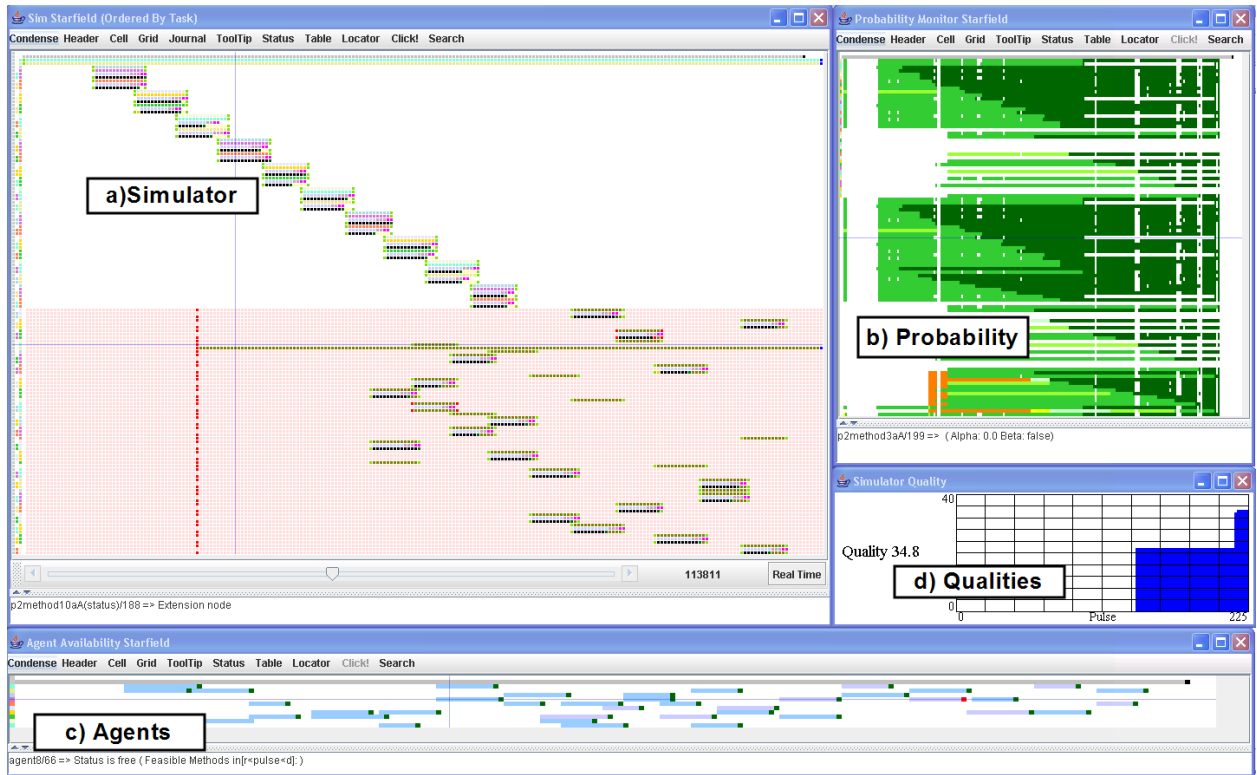 Sim Starfield (Ordered By Task)
Condense Header Cell Grid Journal ToolTip Status Table Locator Click! Search
a)Simulator
113811
Real Time
p2method10aA(status)/188 => Extension node
Probability Monitor Starfield
Condense Header Cell Grid ToolTip Status Table Locator Click! Search
b) Probability
p2method3aA/199 => ( Alpha: 0.0 Beta: false)
Simulator Quality
40
Quality 34.8
d) Qualities
0
0 Pulse 225
Agent Availability Starfield
Condense Header Cell Grid ToolTip Status Table Locator Click! Search
c) Agents
agent8/66 => Status is free ( Feasible Methods in[r<pulse<d]: )